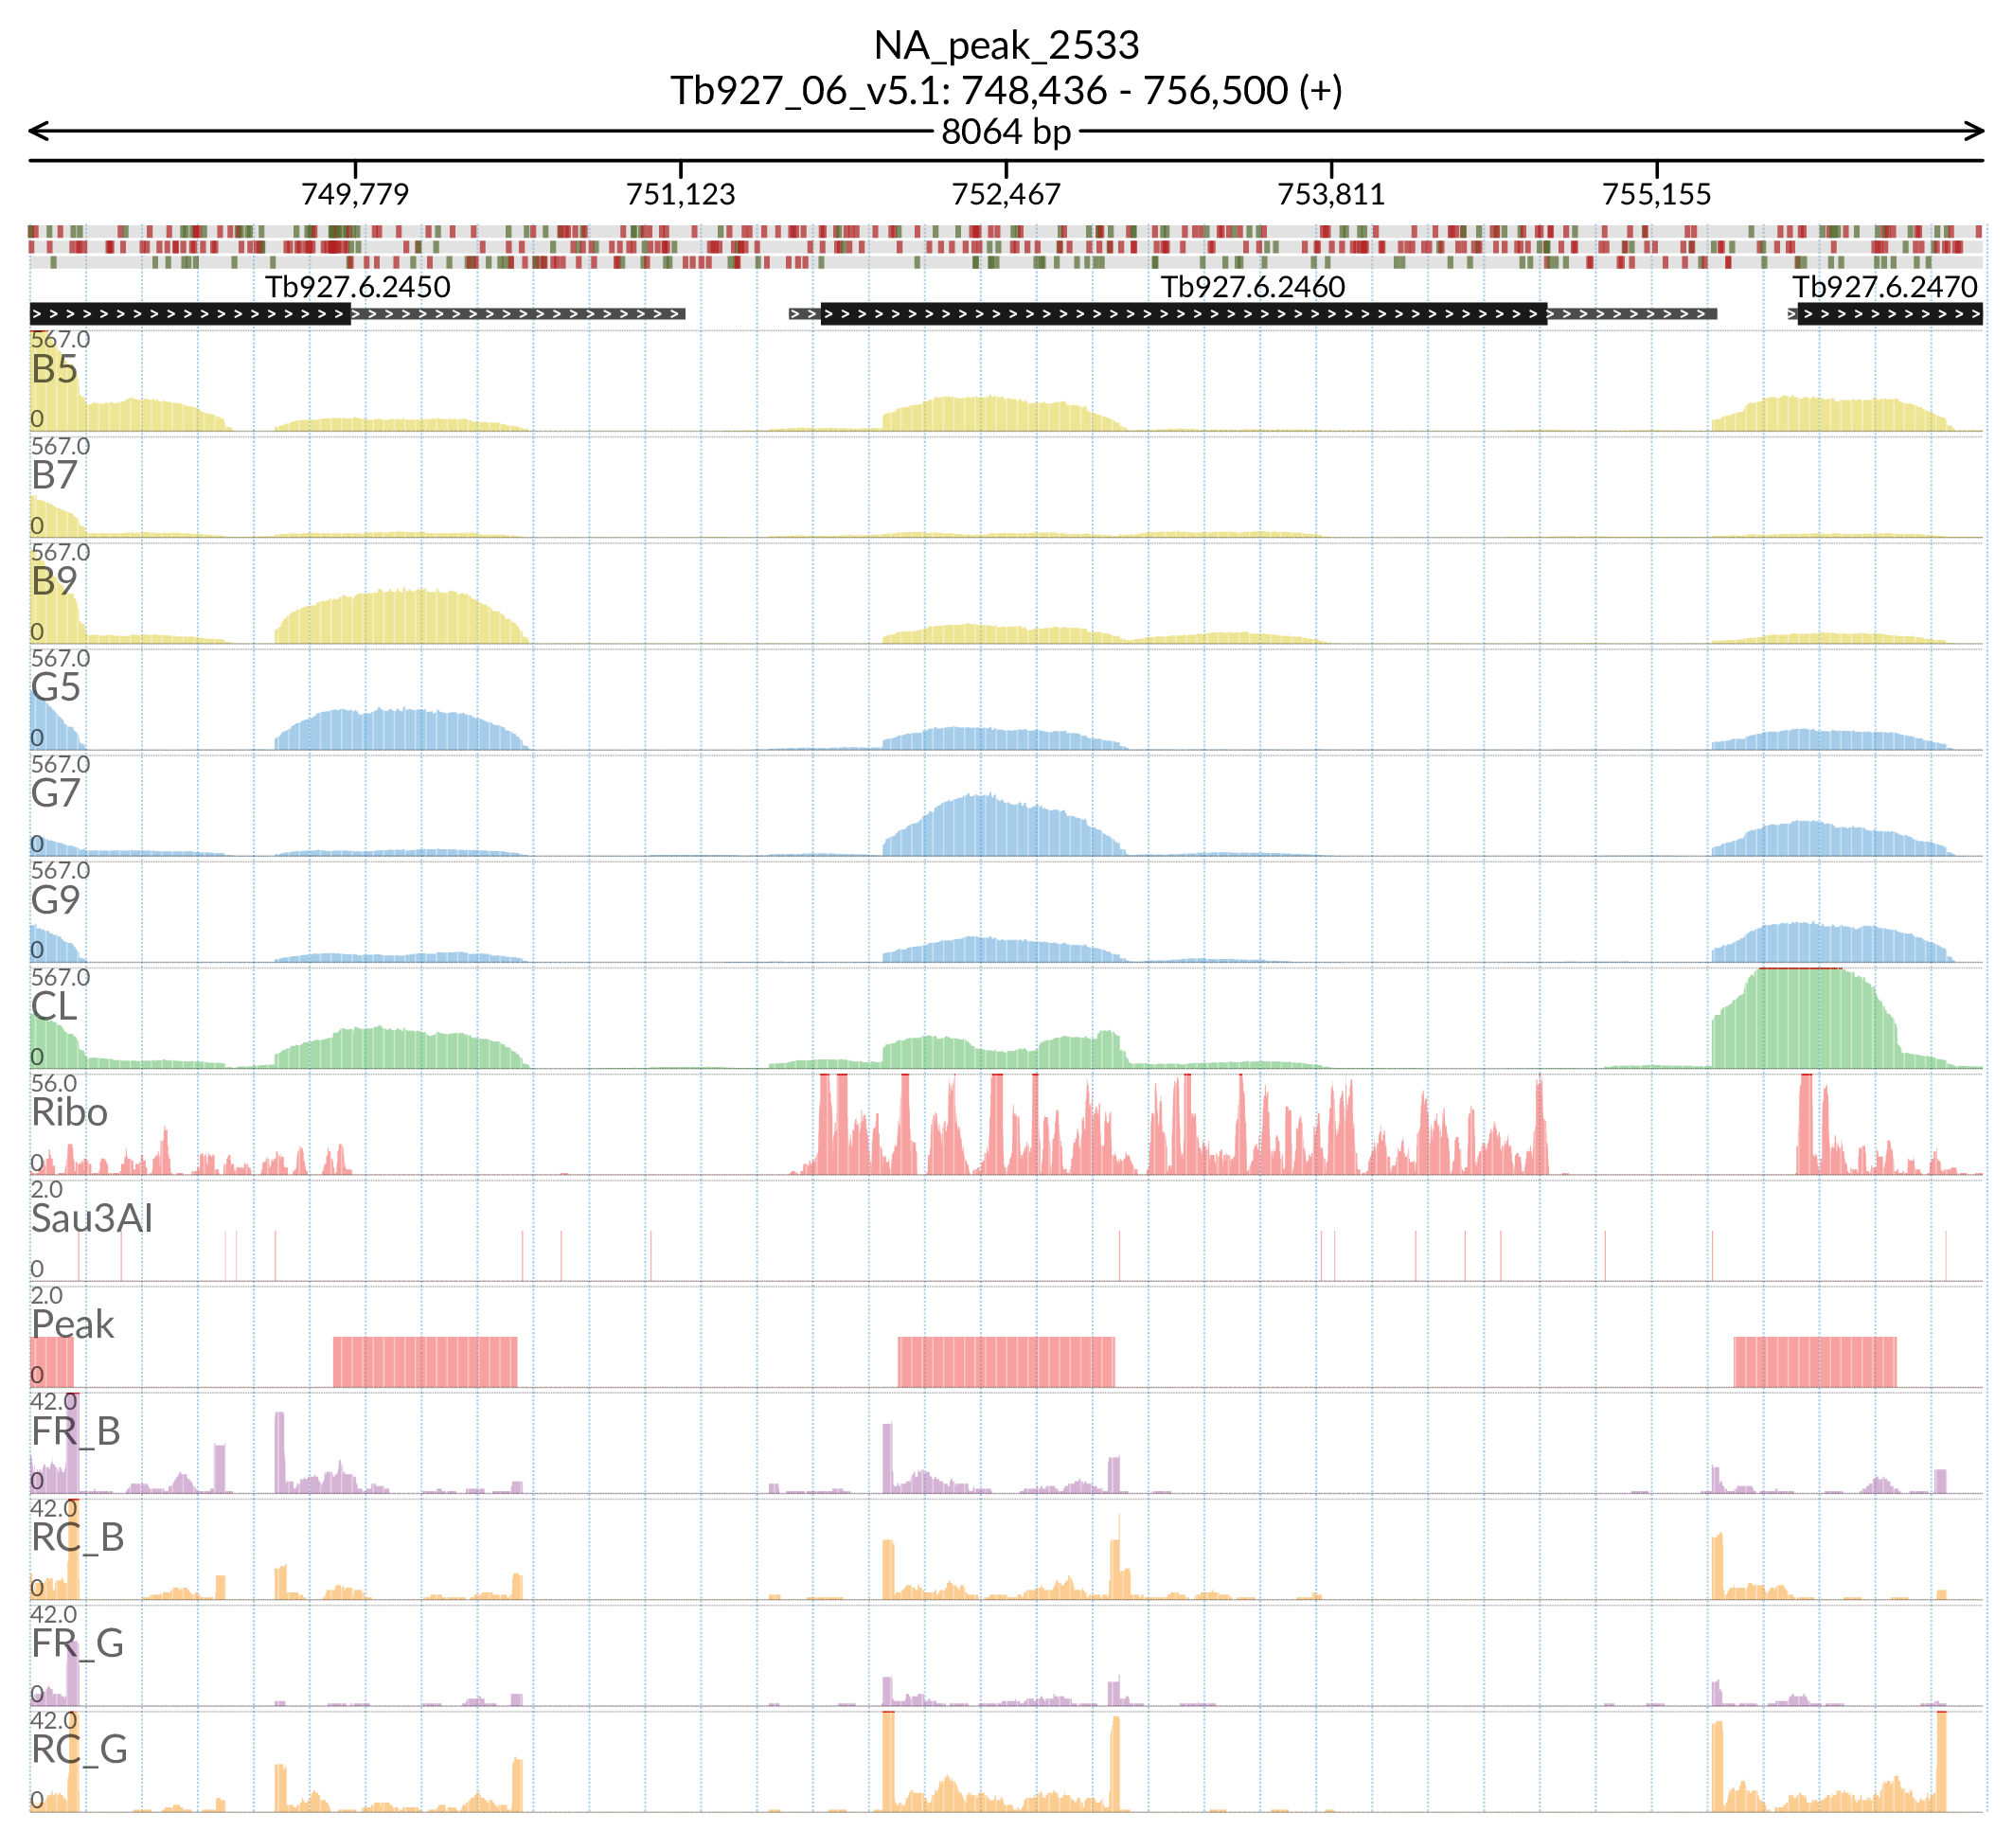 NA_peak_2533
Tb927_06_v5.1: 748,436 - 756,500 (+)
8064 bp
749,779 751,123 752,467 753,811 755,155
Tb927.6.2450 Tb927.6.2460 Tb927.6.2470
567.0
B5
0
567.0
B7
0
567.0
B9
0
567.0
G5
0
567.0
G7
0
567.0
G9
0
567.0
CL
0
56.0
Ribo
0
2.0
Sau3AI
0
2.0
Peak
0
42.0
FR_B
0
42.0
RC_B
0
42.0
FR_G
0
42.0
RC_G
0